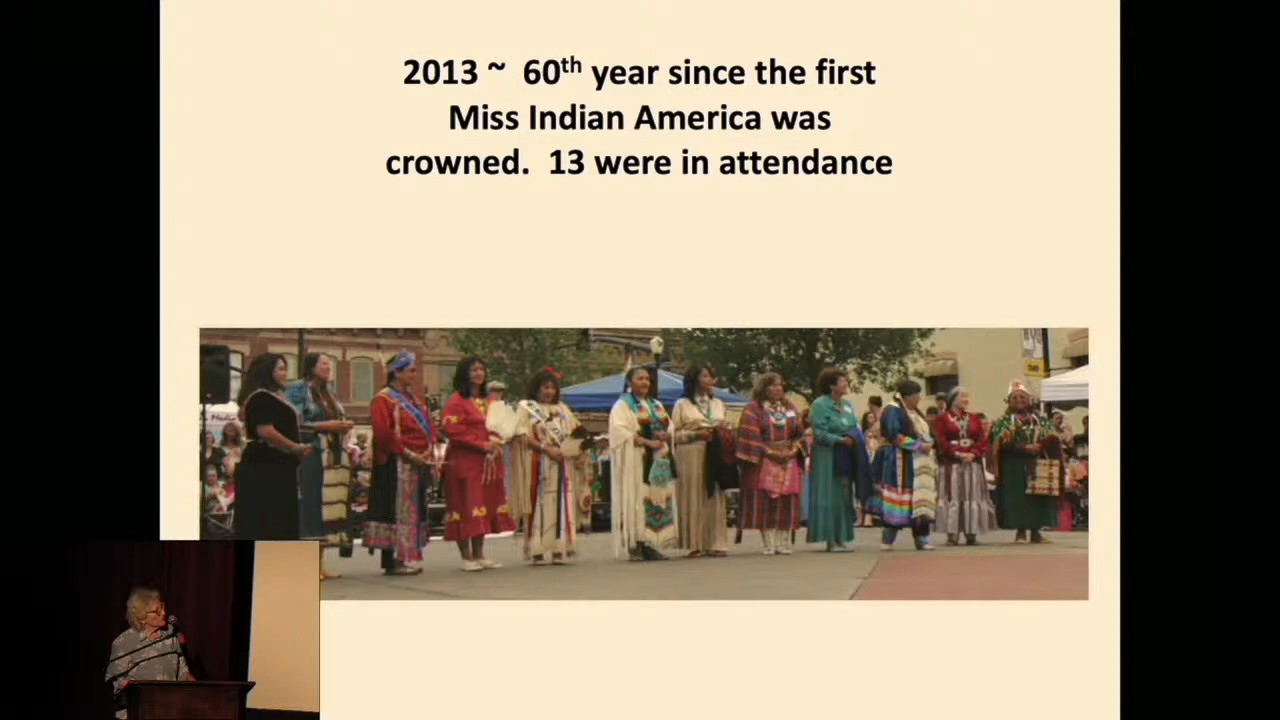 2013 ~ 60th year since the first
Miss Indian America was
crowned. 13 were in attendance